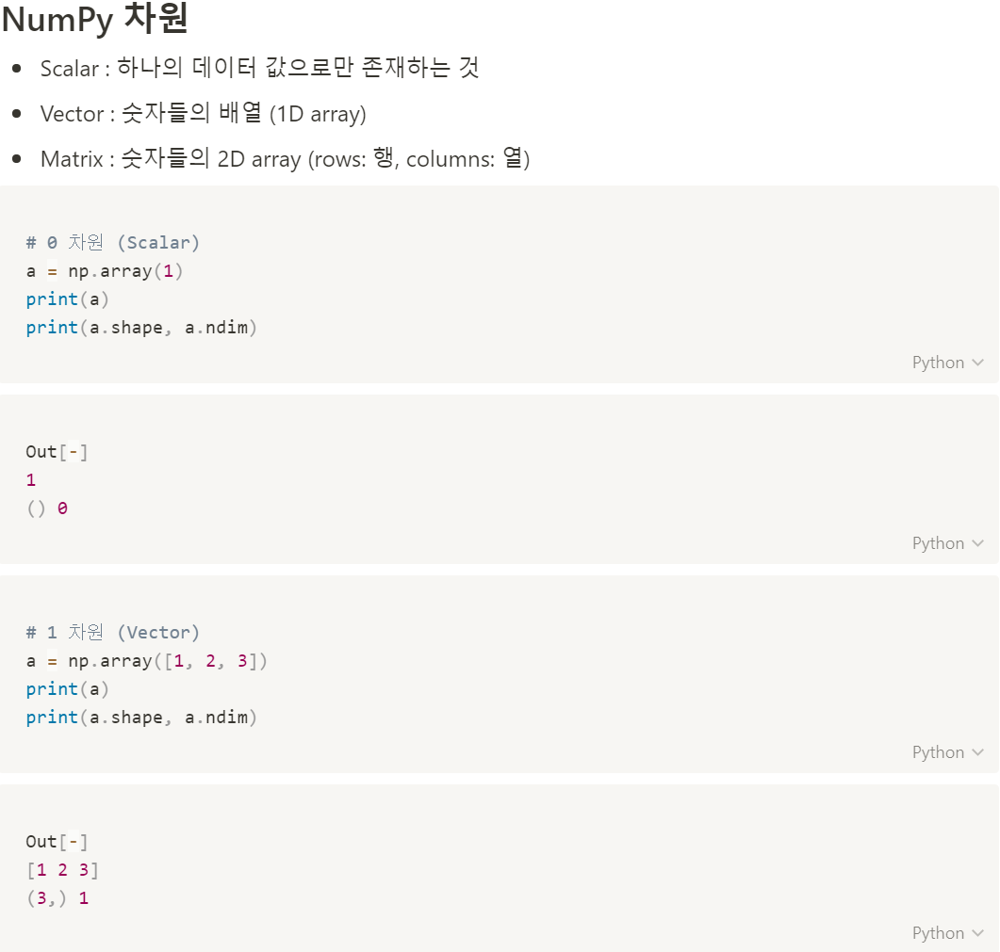 NumPy 차원
• Scalar : 하나의 데이터 값으로만 존재하는 것
• Vector : 숫자들의 배열 (1D array)
• Matrix : 숫자들의 2D array (rows: 행, columns: 열)
# 0 차원 (Scalar)
a = np.array(1)
print(a)
print(a.shape, a.ndim)
Python
Out[-]
1
() 0
Python
# 1 차원 (Vector)
a = np.array([1, 2, 3])
print(a)
print(a.shape, a.ndim)
Python
Out[-]
[1 2 3]
(3,) 1
Python